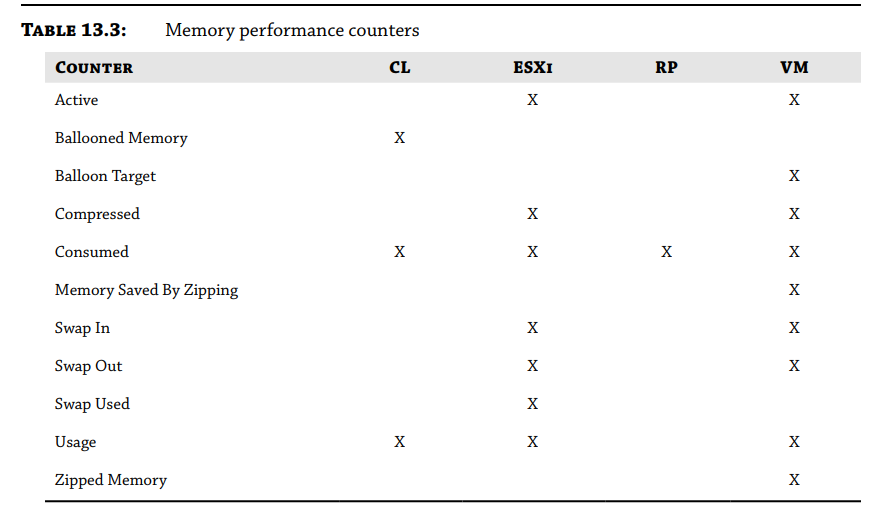 TABLE 13.3: Memory performance counters
COUNTER CL ESXI RP VM
Active X X
Ballooned Memory X
Balloon Target X
Compressed X X
Consumed X X X X
Memory Saved By Zipping X
Swap In X X
Swap Out X X
Swap Used X
Usage X X X
Zipped Memory X